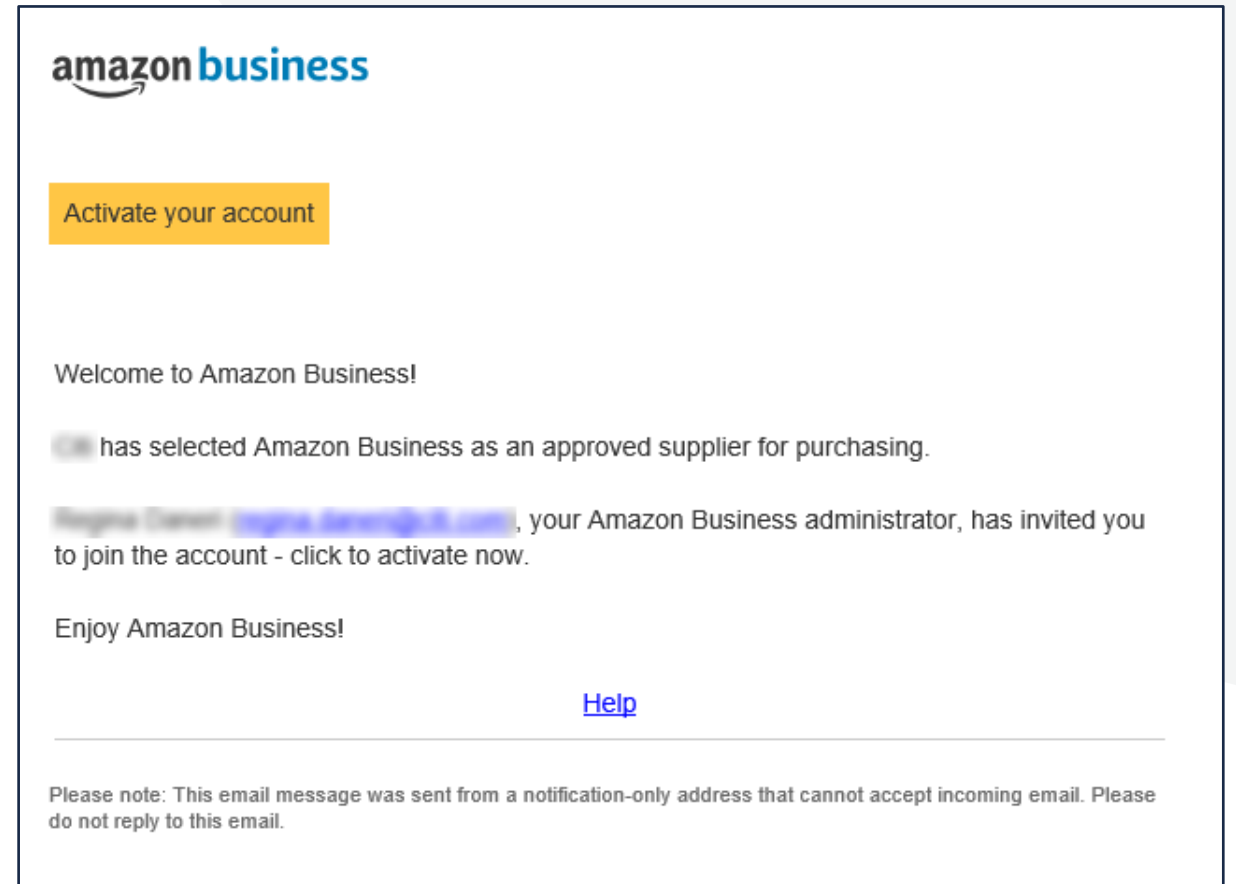 amazon business
Activate your account
Welcome to Amazon Business!
has selected Amazon Business as an approved supplier for purchasing.
, your Amazon Business administrator, has invited you
to join the account - click to activate now.
Enjoy Amazon Business!
Help
Please note: This email message was sent from a notification-only address that cannot accept incoming email. Please
do not reply to this email.